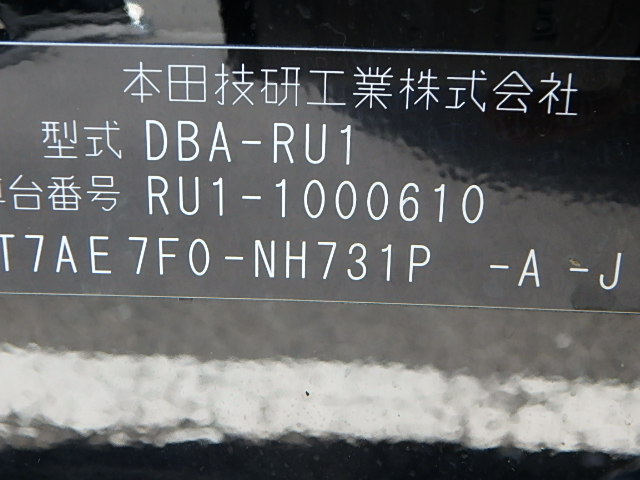 本田技研工業株式会社
型式 DBA-RU1
車台番号 RU1-1000610
T7AE7F0-NH731P -A -J